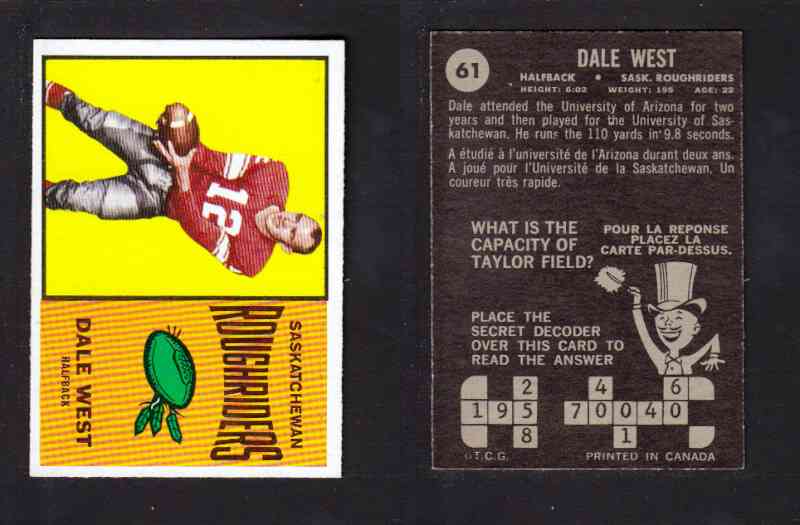 12
SASKATCHEWAN
ROUGHRIDERS
DALE WEST
HALFBACK
61
DALE WEST
HALFBACK • SASK. ROUGHRIDERS
HEIGHT: 6:02 WEIGHT: 195 AGE: 22
Dale attended the University of Arizona for two
years and then played for the University of Sas-
katchewan. He runs the 110 yards in 9.8 seconds.
A étudié à l'université de l'Arizona durant deux ans.
A joué pour l'Université de la Saskatchewan. Un
coureur très rapide.
WHAT IS THE
CAPACITY OF
TAYLOR FIELD?
POUR LA REPONSE
PLACEZ LA
CARTE PAR-DESSUS.
PLACE THE
SECRET DECODER
OVER THIS CARD TO
READ THE ANSWER
2 4 6
1958 70040
8 1
©T.C.G. PRINTED IN CANADA